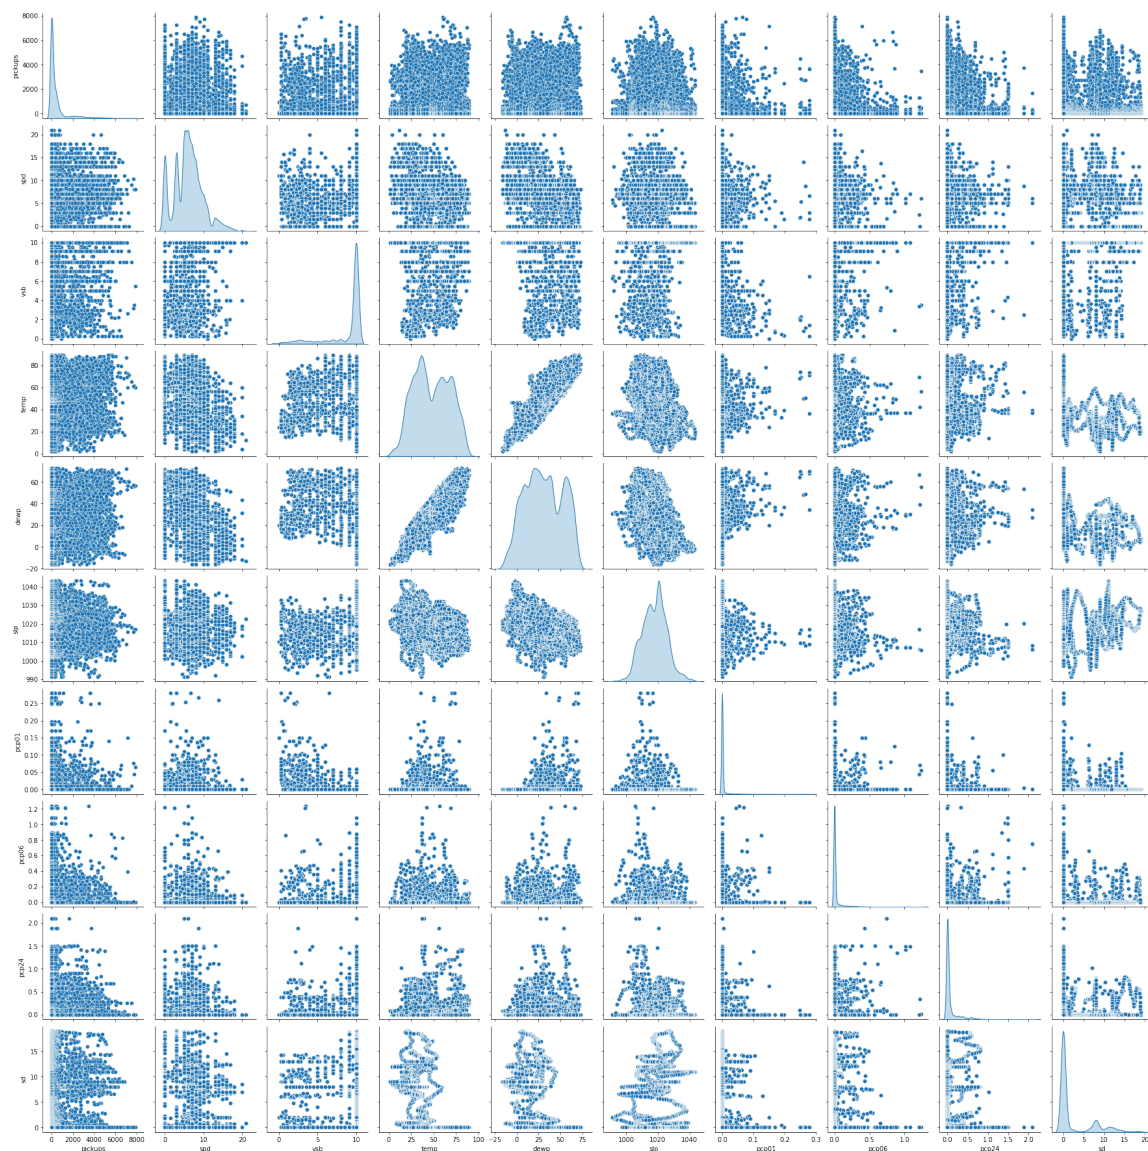 8000
6000
4000
2000
0
pickups
20
15
10
5
0
spd
10
8
6
4
2
0
vsb
80
60
40
20
0
temp
60
40
20
0
−20
dewp
1040
1030
1020
1010
1000
990
slp
0.25
0.20
0.15
0.10
0.05
0.00
pcp01
1.2
1.0
0.8
0.6
0.4
0.2
0.0
pcp06
2.0
1.5
1.0
0.5
0.0
pcp24
15
10
5
0
sd
0 2000 4000 6000 8000
0 10 20
0 5 10
0 25 50 75 100
−25 0 25 50 75
1000 1020 1040
0.0 0.1 0.2 0.3
0.0 0.5 1.0
0.0 0.5 1.0 1.5 2.0
0 5 10 15 20
pickups spd vsb temp dewp slp pcp01 pcp06 pcp24 sd